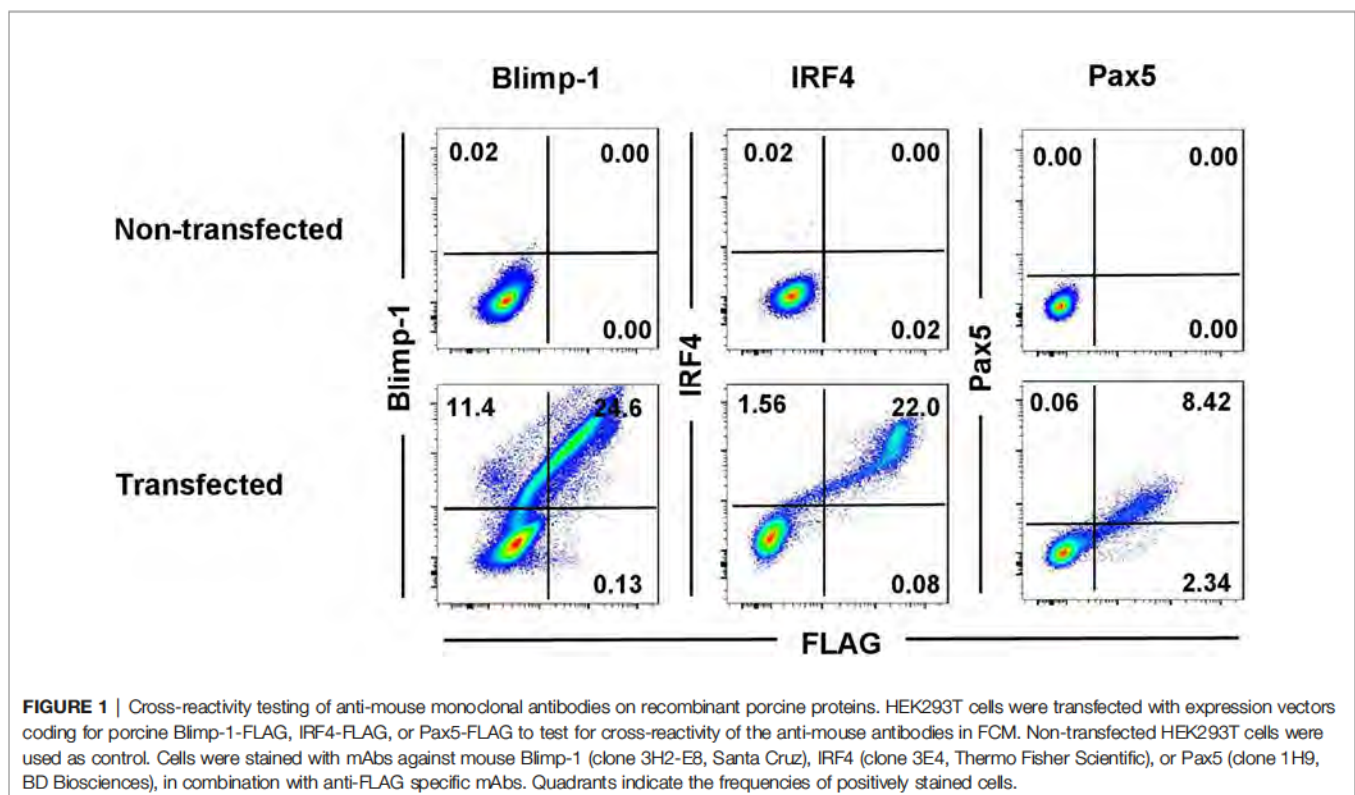 Blimp-1 IRF4 Pax5
Non-transfected
Blimp-1
0.02 0.00
0.00
IRF4
0.02 0.00
0.02
Pax5
0.00 0.00
0.00
Transfected
11.4 24.6
0.13
1.56 22.0
0.08
0.06 8.42
2.34
FLAG
FIGURE 1 | Cross-reactivity testing of anti-mouse monoclonal antibodies on recombinant porcine proteins. HEK293T cells were transfected with expression vectors
coding for porcine Blimp-1-FLAG, IRF4-FLAG, or Pax5-FLAG to test for cross-reactivity of the anti-mouse antibodies in FCM. Non-transfected HEK293T cells were
used as control. Cells were stained with mAbs against mouse Blimp-1 (clone 3H2-E8, Santa Cruz), IRF4 (clone 3E4, Thermo Fisher Scientific), or Pax5 (clone 1H9,
BD Biosciences), in combination with anti-FLAG specific mAbs. Quadrants indicate the frequencies of positively stained cells.